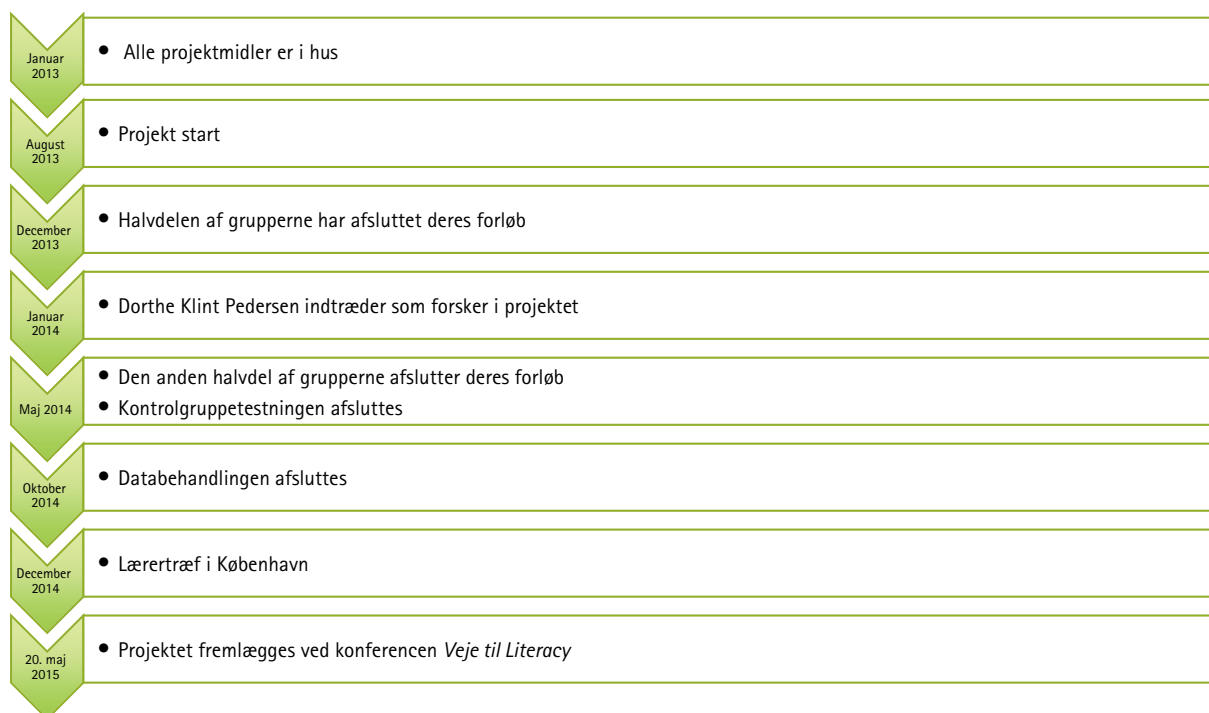 Januar
2013
• Alle projektmidler er i hus
August
2013
• Projekt start
December
2013
• Halvdelen af grupperne har afsluttet deres forløb
Januar
2014
• Dorthe Klint Pedersen indtræder som forsker i projektet
Maj 2014
• Den anden halvdel af grupperne afslutter deres forløb
• Kontrolgruppetestningen afsluttes
Oktober
2014
• Databehandlingen afsluttes
December
2014
• Lærertræf i København
20. maj
2015
• Projektet fremlægges ved konferencen Veje til Literacy